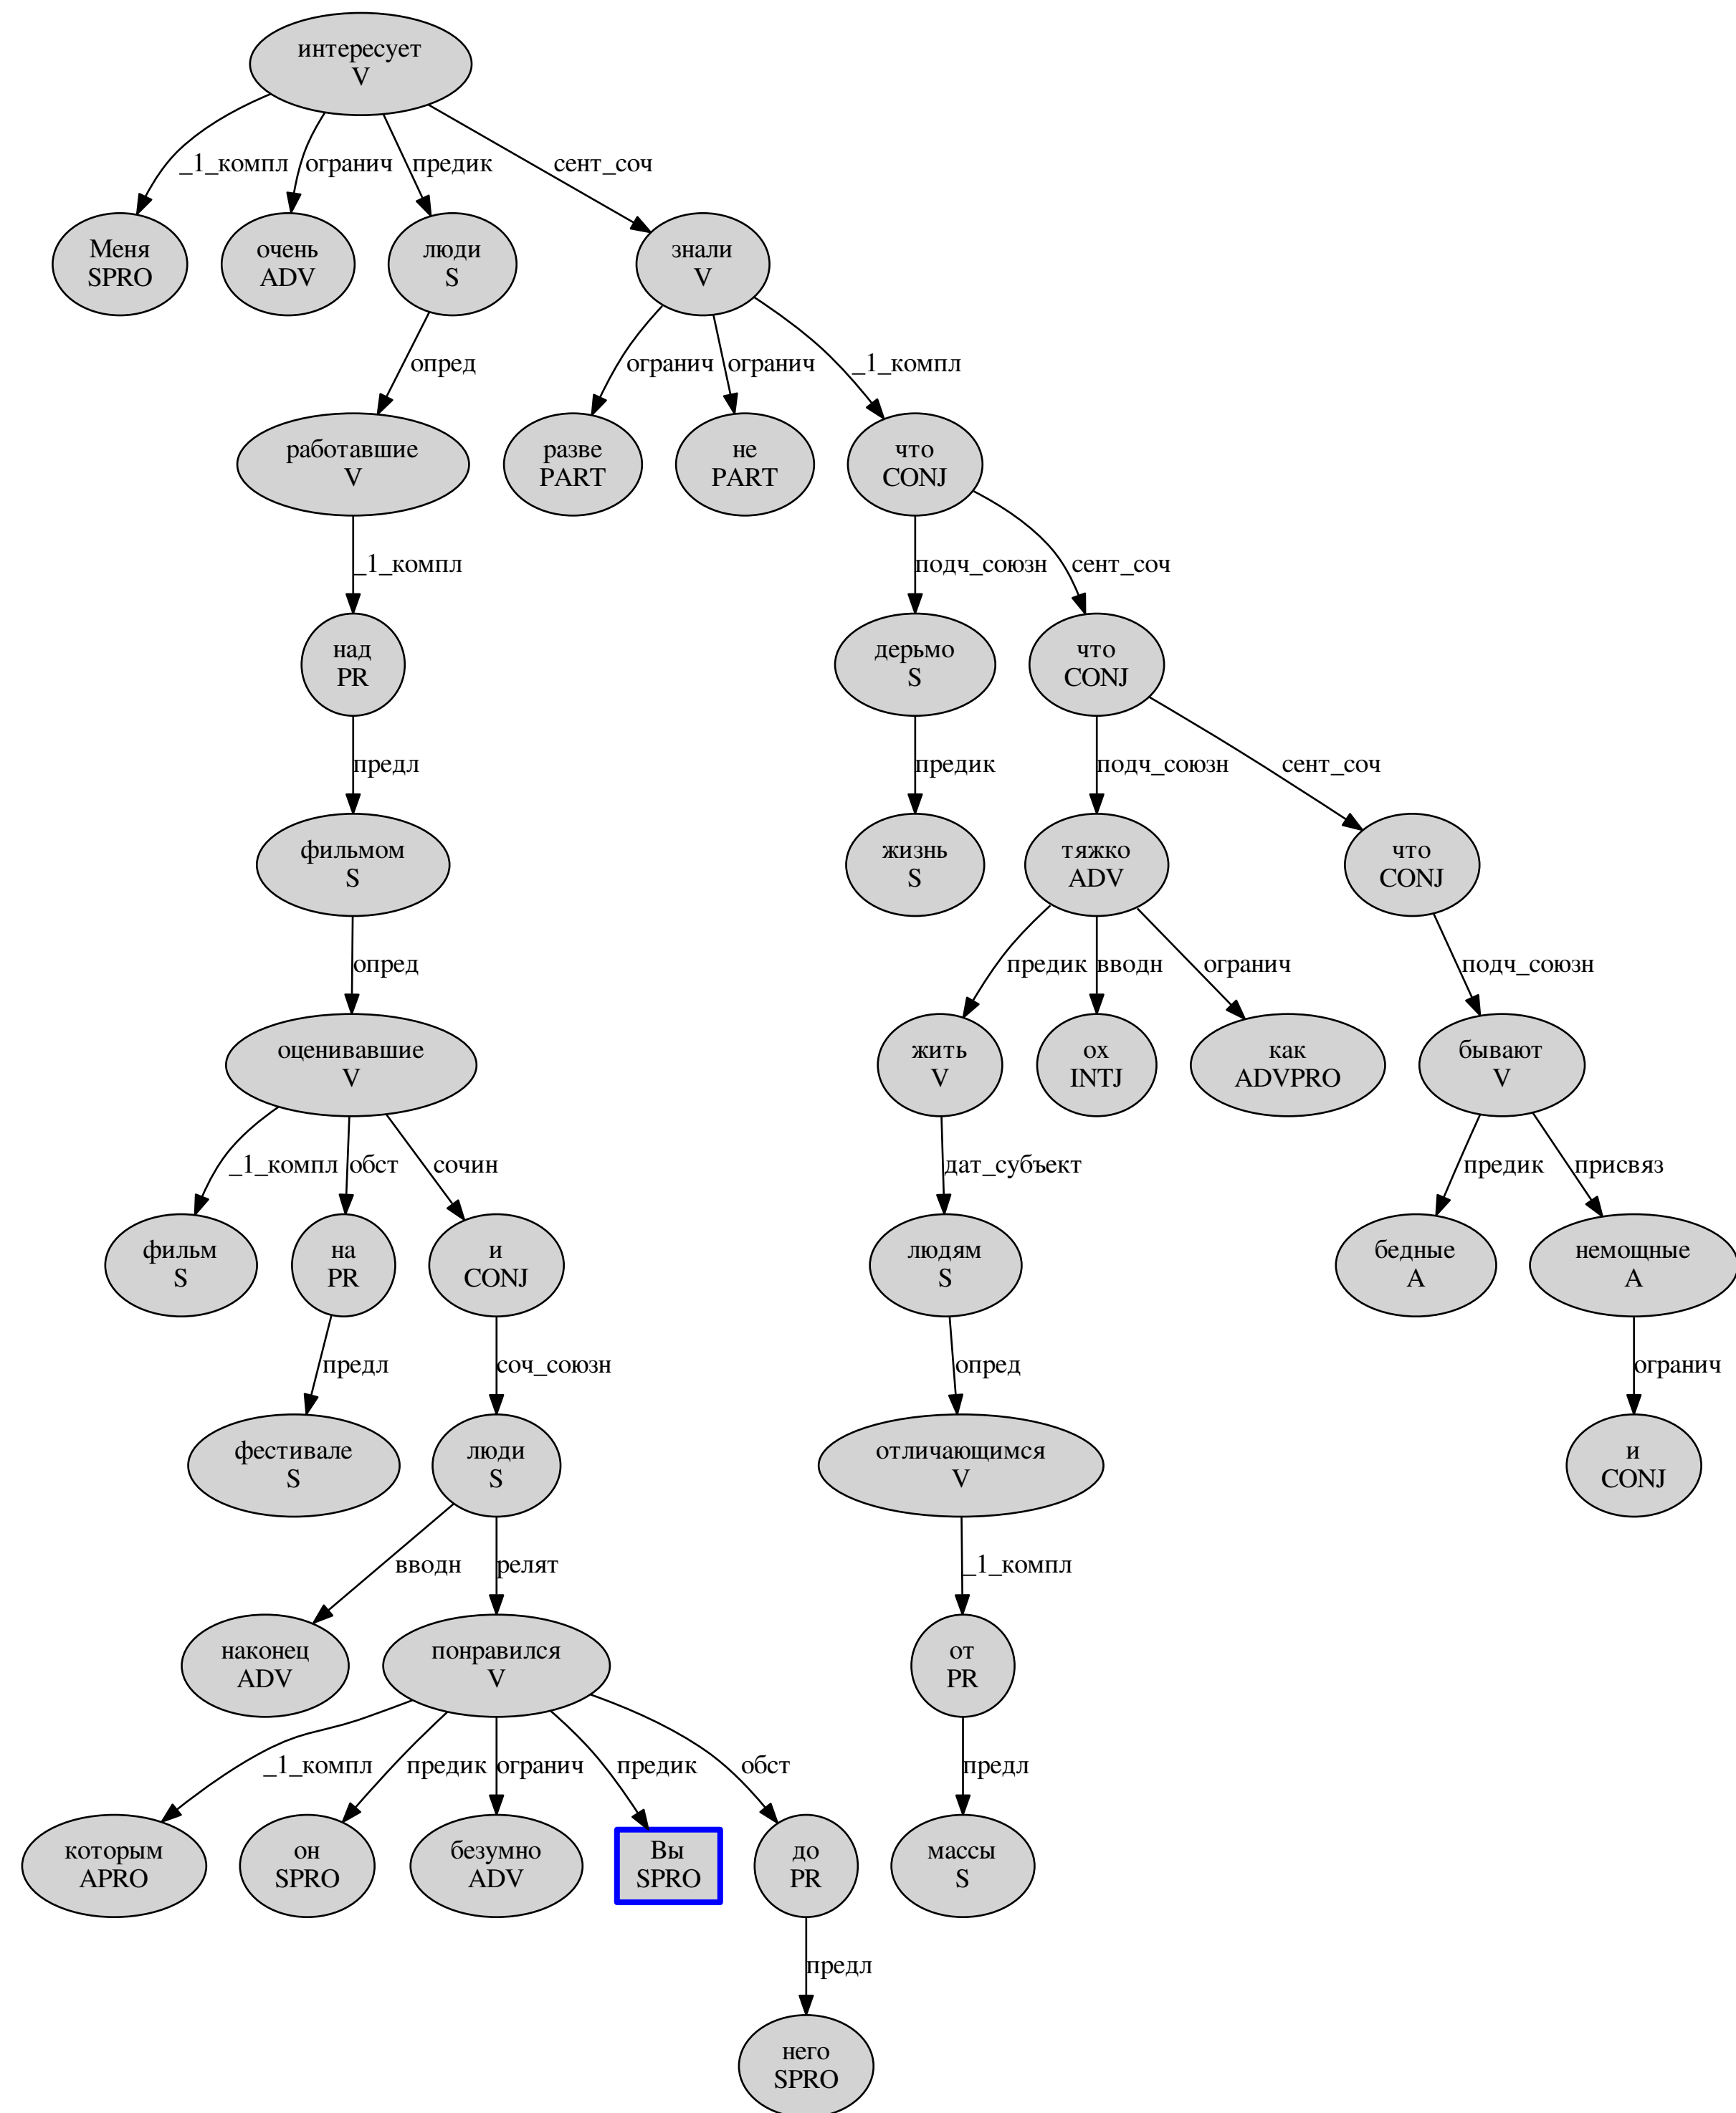 интересует
V
_1_компл огранич предик сент_соч
Меня
SPRO
очень
ADV
люди
S
знали
V
опред огранич огранич _1_компл
работавшие
V
разве
PART
не
PART
что
CONJ
_1_компл подч_союзн сент_соч
над
PR
дерьмо
S
что
CONJ
предл предик подч_союзн сент_соч
фильмом
S
жизнь
S
тяжко
ADV
что
CONJ
опред предик вводн огранич подч_союзн
оценивавшие
V
жить
V
ох
INTJ
как
ADVPRO
бывают
V
_1_компл обст сочин дат_субъект предик присвяз
фильм
S
на
PR
и
CONJ
людям
S
бедные
A
немощные
A
предл соч_союзн опред огранич
фестивале
S
люди
S
отличающимся
V
и
CONJ
вводн релят _1_компл
наконец
ADV
понравился
V
от
PR
_1_компл предик огранич предик обст предл
которым
APRO
он
SPRO
безумно
ADV
Вы
SPRO
до
PR
массы
S
предл
него
SPRO